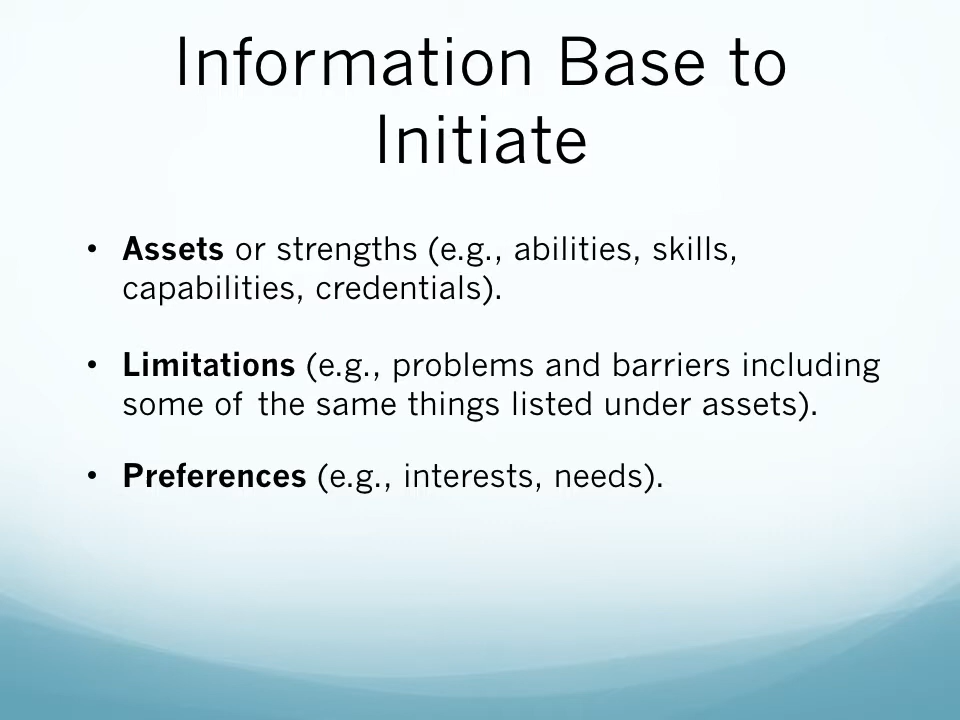 Information Base to
Initiate
• Assets or strengths (e.g., abilities, skills,
capabilities, credentials).
• Limitations (e.g., problems and barriers including
some of the same things listed under assets).
• Preferences (e.g., interests, needs).